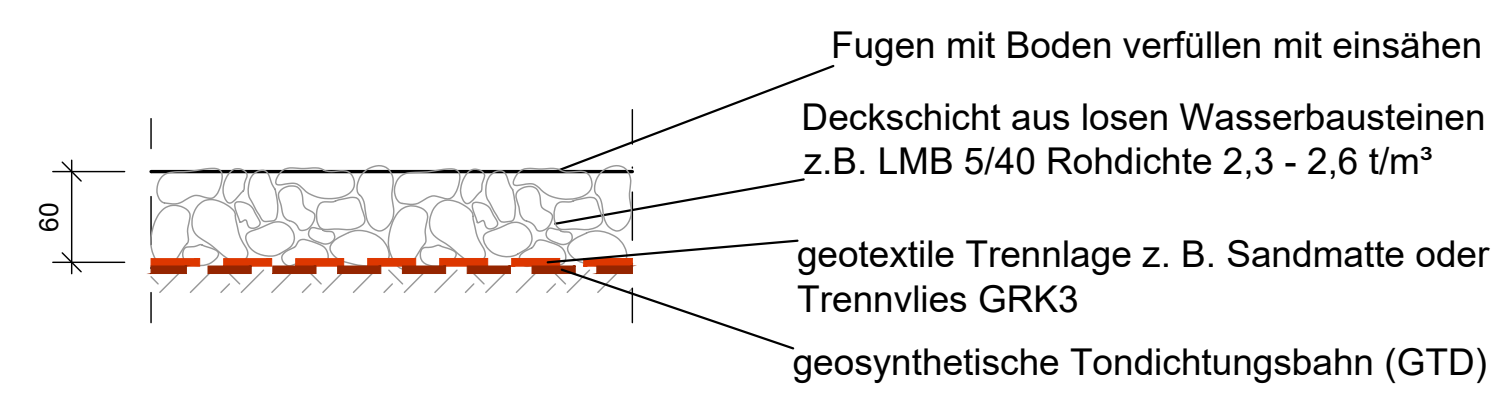 Fugen mit Boden verfüllen mit einsähen
Deckschicht aus losen Wasserbausteinen
z.B. LMB 5/40 Rohdichte 2,3 - 2,6 t/m³
60
geotextile Trennlage z. B. Sandmatte oder
Trennvlies GRK3
geosynthetische Tondichtungsbahn (GTD)